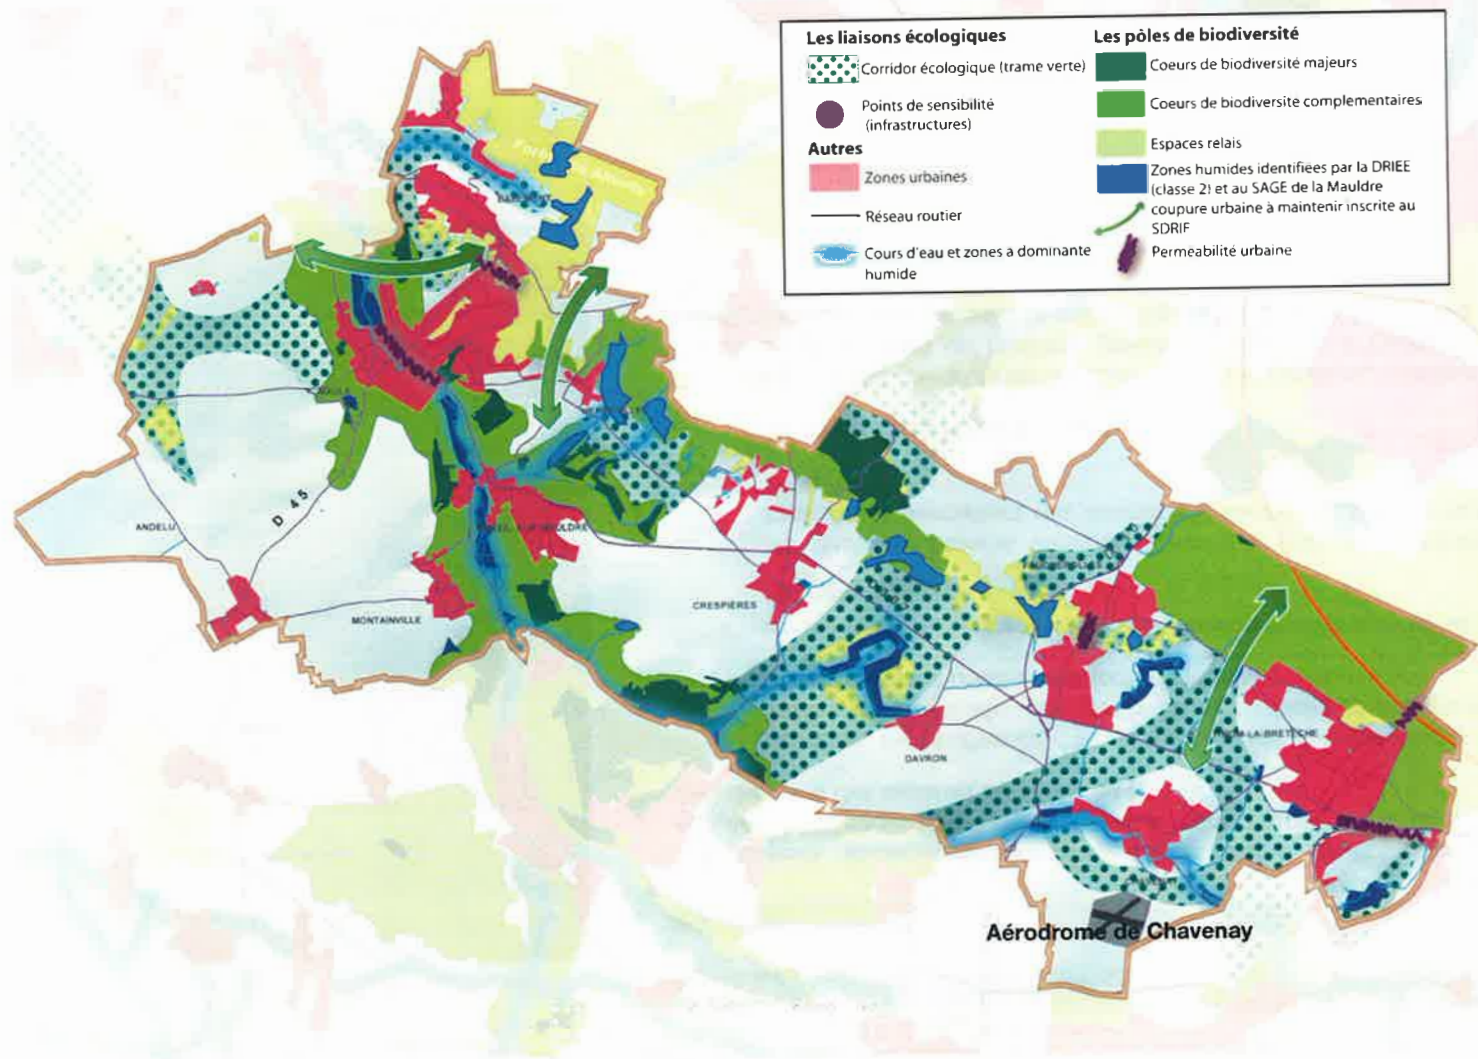 Les liaisons écologiques
Corridor écologique (trame verte)
Points de sensibilité
(infrastructures)
Autres
Zones urbaines
Réseau routier
Cours d'eau et zones à dominante
humide
Les pôles de biodiversité
Coeurs de biodiversité majeurs
Coeurs de biodiversité complementaires
Espaces relais
Zones humides identifiées par la DRIEE
(classe 2) et au SAGE de la Mauldre
coupure urbaine à maintenir inscrite au
SDRIF
Permeabilité urbaine
D 45
ANDELU
MONTAINVILLE
CRESPIÈRES
DAVRON
Aérodrome de Chavenay